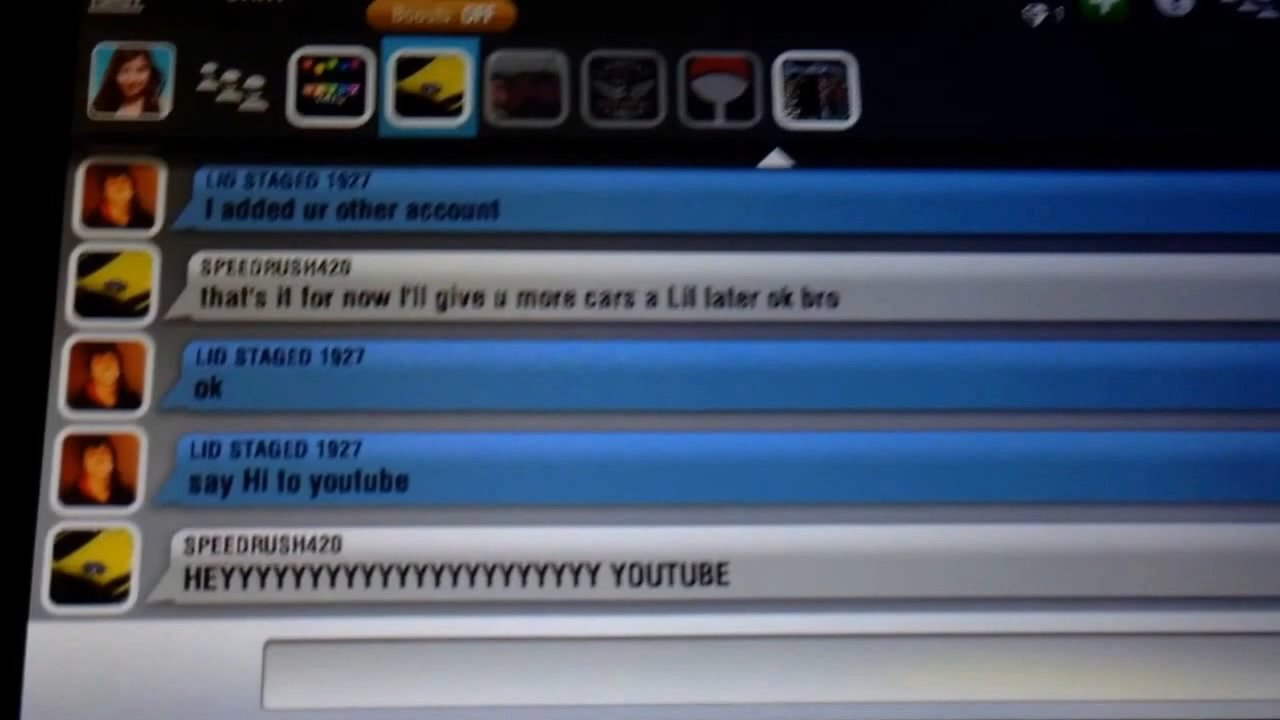 Boosts OFF
1
LID STAGED 1927
I added ur other account
SPEEDRUSH420
that's it for now I'll give u more cars a Lil later ok bro
LID STAGED 1927
ok
LID STAGED 1927
say Hi to youtube
SPEEDRUSH420
HEYYYYYYYYYYYYYYYYYYYYYY YOUTUBE